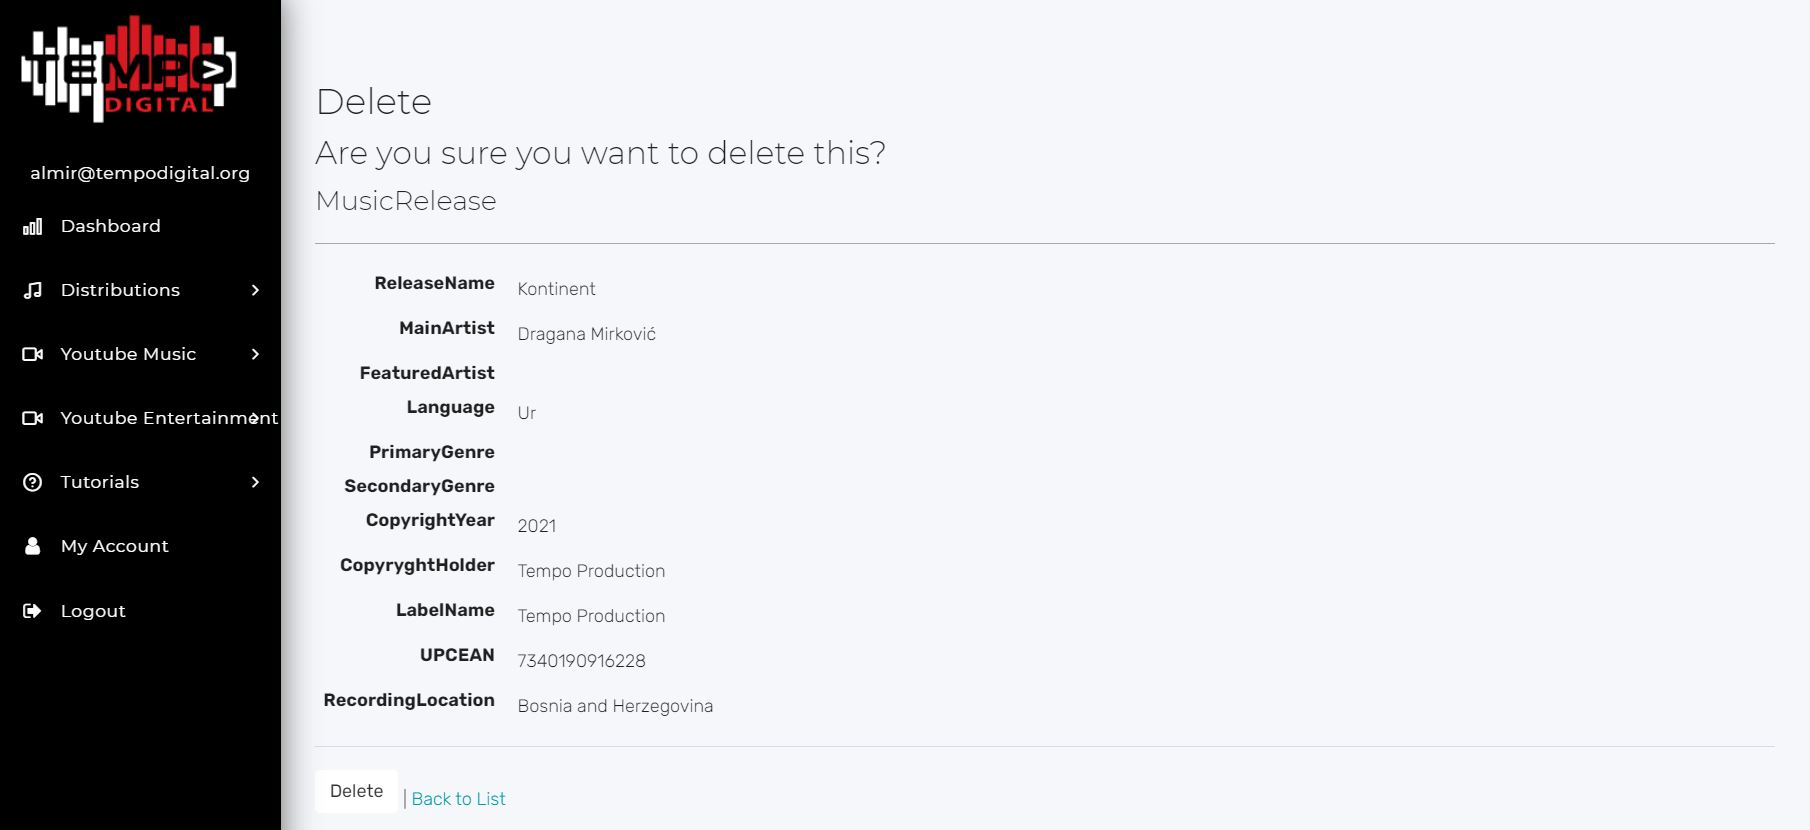 TEMPO
DIGITAL
almir@tempodigital.org
Dashboard
Distributions
Youtube Music
Youtube Entertainment
Tutorials
My Account
Logout
Delete
Are you sure you want to delete this?
MusicRelease
ReleaseName Kontinent
MainArtist Dragana Mirković
FeaturedArtist
Language Ur
PrimaryGenre
SecondaryGenre
CopyrightYear 2021
CopyryghtHolder Tempo Production
LabelName Tempo Production
UPCEAN 7340190916228
RecordingLocation Bosnia and Herzegovina
Delete | Back to List